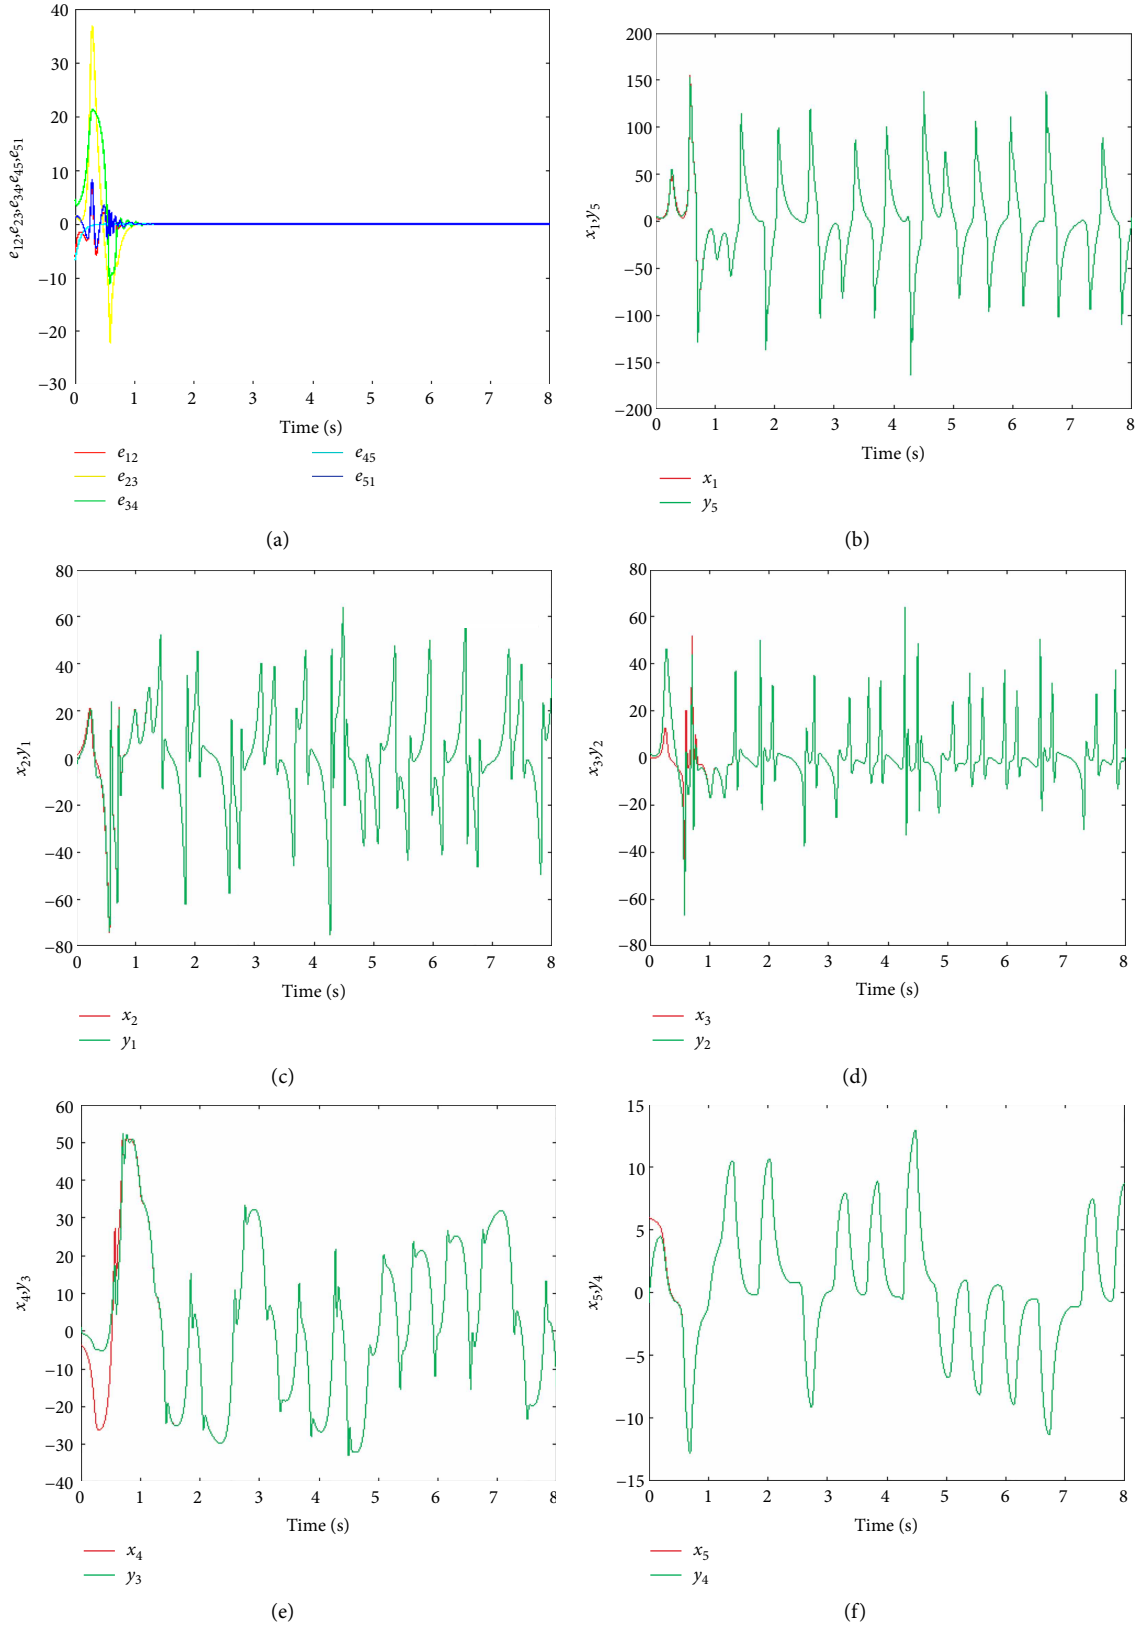 40
30
20
10
0
−10
−20
−30
e12,e23,e34,e45,e51
0 1 2 3 4 5 6 7 8
Time (s)
e12 e45
e23 e51
e34
(a)
200
150
100
50
0
−50
−100
−150
−200
x1,y5
0 1 2 3 4 5 6 7 8
Time (s)
x1
y5
(b)
80
60
40
20
0
−20
−40
−60
−80
x2,y1
0 1 2 3 4 5 6 7 8
Time (s)
x2
y1
(c)
80
60
40
20
0
−20
−40
−60
−80
x3,y2
0 1 2 3 4 5 6 7 8
Time (s)
x3
y2
(d)
60
50
40
30
20
10
0
−10
−20
−30
−40
x4,y3
0 1 2 3 4 5 6 7 8
Time (s)
x4
y3
(e)
15
10
5
0
−5
−10
−15
x5,y4
0 1 2 3 4 5 6 7 8
Time (s)
x5
y4
(f)